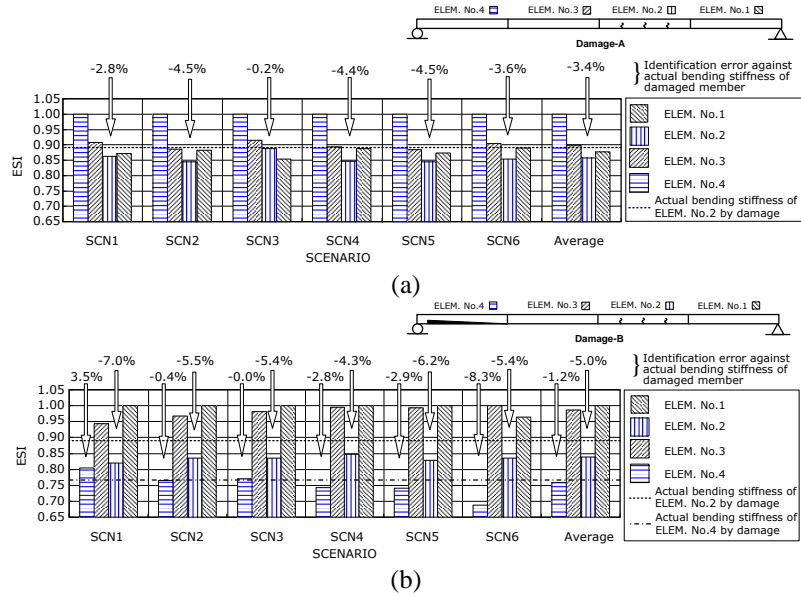 ELEM. No.4 ELEM. No.3 ELEM. No.2 ELEM. No.1
Damage-A
-2.8% -4.5% -0.2% -4.4% -4.5% -3.6% -3.4%
} Identification error against
actual bending stiffness of
damaged member
1.05
1.00
0.95
0.90
0.85
0.80
0.75
0.70
0.65
ESI
SCN1 SCN2 SCN3 SCN4 SCN5 SCN6 Average
SCENARIO
ELEM. No.1
ELEM. No.2
ELEM. No.3
ELEM. No.4
Actual bending stiffness of
ELEM. No.2 by damage
(a)
ELEM. No.4 ELEM. No.3 ELEM. No.2 ELEM. No.1
Damage-B
-7.0% -5.5% -5.4% -4.3% -6.2% -5.4% -5.0%
3.5% -0.4% -0.0% -2.8% -2.9% -8.3% -1.2%
} Identification error against
actual bending stiffness of
damaged member
1.05
1.00
0.95
0.90
0.85
0.80
0.75
0.70
0.65
ESI
SCN1 SCN2 SCN3 SCN4 SCN5 SCN6 Average
SCENARIO
ELEM. No.1
ELEM. No.2
ELEM. No.3
ELEM. No.4
Actual bending stiffness of
ELEM. No.2 by damage
Actual bending stiffness of
ELEM. No.4 by damage
(b)